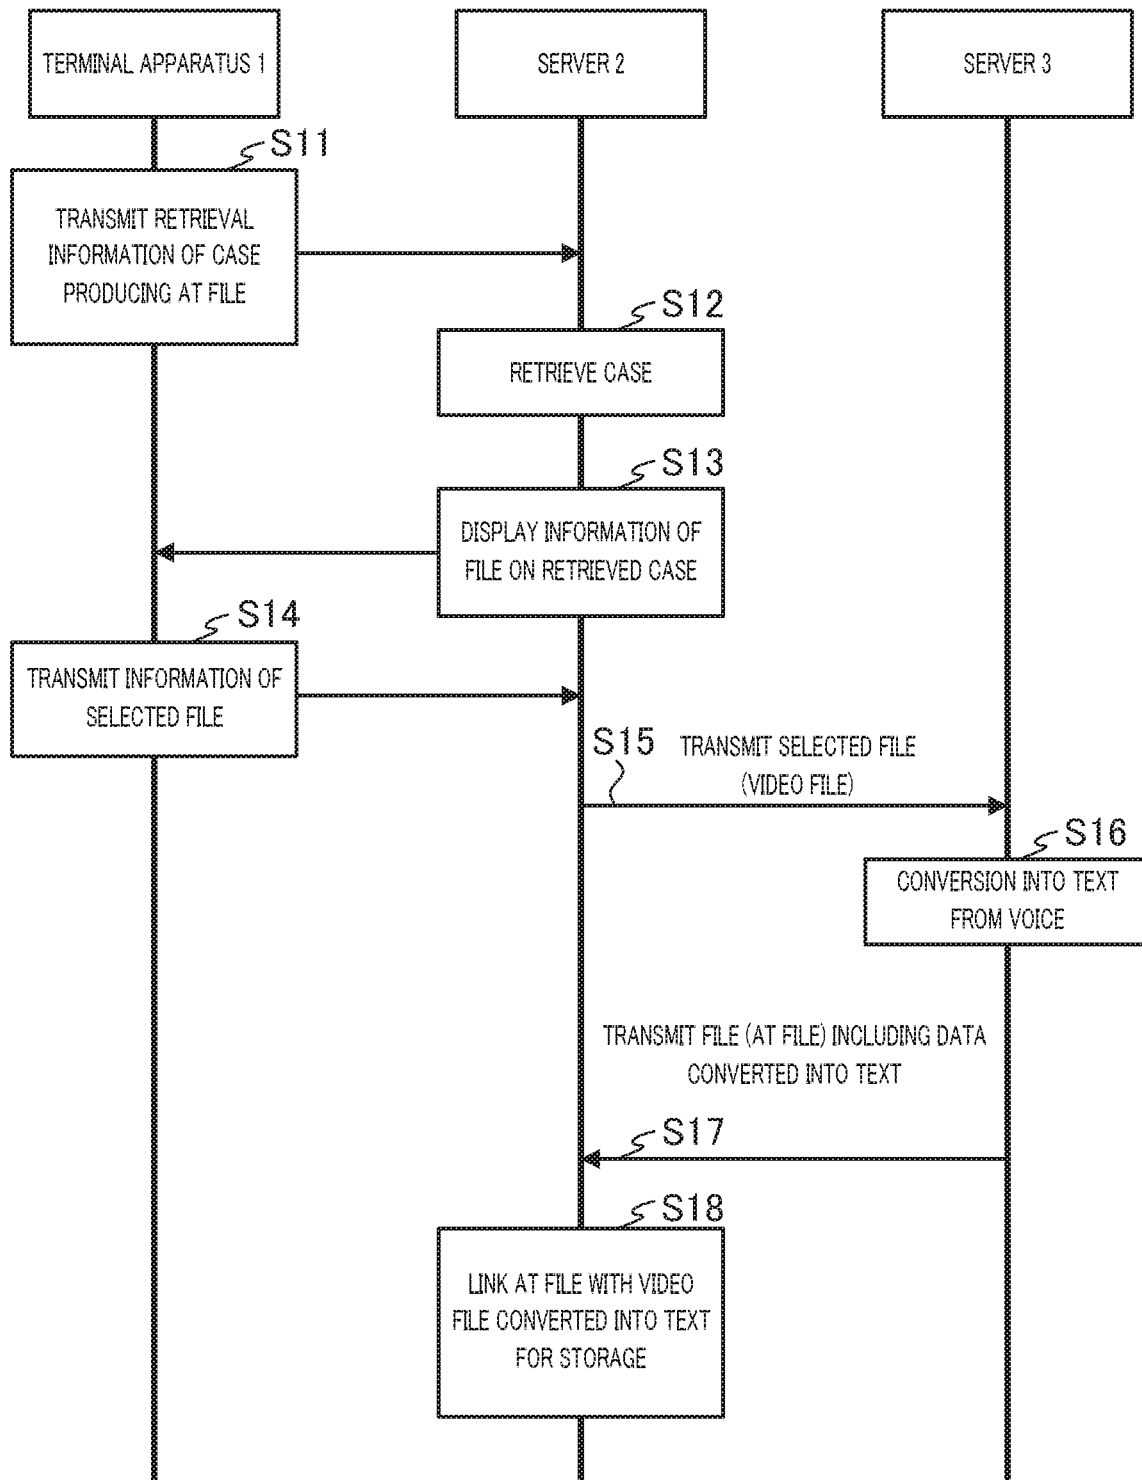 TERMINAL APPARATUS 1
SERVER 2
SERVER 3
S11
TRANSMIT RETRIEVAL
INFORMATION OF CASE
PRODUCING AT FILE
S12
RETRIEVE CASE
S13
DISPLAY INFORMATION OF
FILE ON RETRIEVED CASE
S14
TRANSMIT INFORMATION OF
SELECTED FILE
S15
TRANSMIT SELECTED FILE
(VIDEO FILE)
S16
CONVERSION INTO TEXT
FROM VOICE
TRANSMIT FILE (AT FILE) INCLUDING DATA
CONVERTED INTO TEXT
S17
S18
LINK AT FILE WITH VIDEO
FILE CONVERTED INTO TEXT
FOR STORAGE